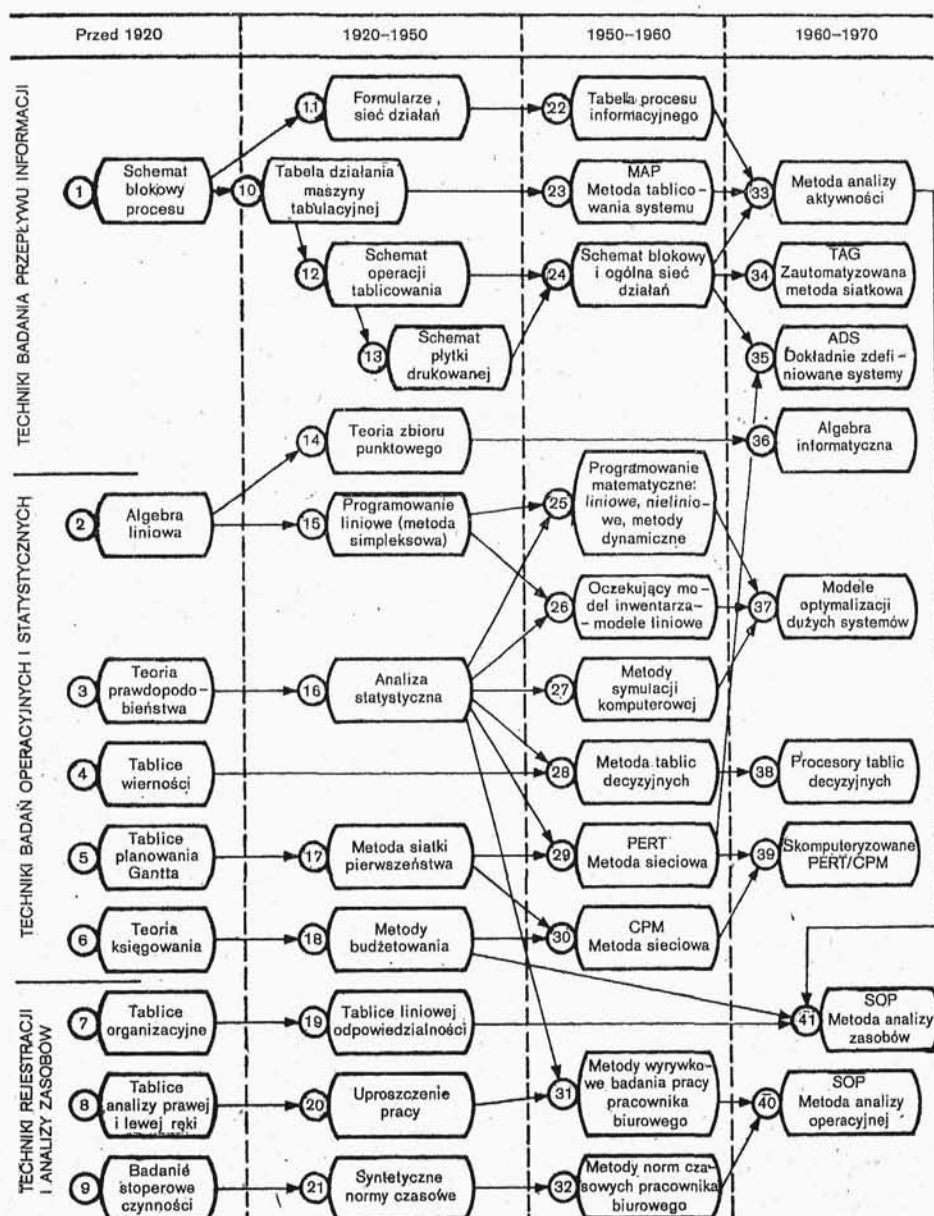 Przed 1920
1920–1950
1950–1960
1960–1970
TECHNIKI BADANIA PRZEPŁYWU INFORMACJI
1
Schemat
blokowy
procesu
11
Formularze,
sieć działań
10
Tabela działania
maszyny
tabulacyjnej
12
Schemat
operacji
tablicowania
13
Schemat
płytki
drukowanej
22
Tabela procesu
informacyjnego
23
MAP
Metoda tablico-
wania systemu
24
Schemat blokowy
i ogólna sieć
działań
33
Metoda analizy
aktywności
34
TAG
Zautomatyzowana
metoda siatkowa
35
ADS
Dokładnie zdefi-
niowane systemy
14
Teoria zbioru
punktowego
36
Algebra
informatyczna
TECHNIKI BADAŃ OPERACYJNYCH I STATYSTYCZNYCH
2
Algebra
liniowa
15
Programowanie
liniowe (metoda
simpleksowa)
25
Programowanie
matematyczne:
liniowe, nielinio-
we, metody
dynamiczne
26
Oczekujący mo-
del inwentarza-
-modele liniowe
37
Modele
optymalizacji
dużych systemów
3
Teoria
prawdopodo-
bieństwa
16
Analiza
statystyczna
27
Metody
symulacji
komputerowej
4
Tablice
wierności
28
Metoda tablic
decyzyjnych
38
Procesory tablic
decyzyjnych
5
Tablice
planowania
Gantta
17
Metoda siatki
pierwszeństwa
29
PERT
Metoda sieciowa
39
Skomputeryzowane
PERT/CPM
6
Teoria
księgowania
18
Metody
budżetowania
30
CPM
Metoda sieciowa
TECHNIKI REJESTRACJI
I ANALIZY ZASOBÓW
7
Tablice
organizacyjne
19
Tablice liniowej
odpowiedzialności
41
SOP
Metoda analizy
zasobów
8
Tablice
analizy prawej
i lewej ręki
20
Uproszczenie
pracy
31
Metody wyrywko-
we badania pracy
pracownika
biurowego
40
SOP
Metoda analizy
operacyjnej
9
Badanie
stoperowe
czynności
21
Syntetyczne
normy czasowe
32
Metody norm cza-
sowych pracownika
biurowego